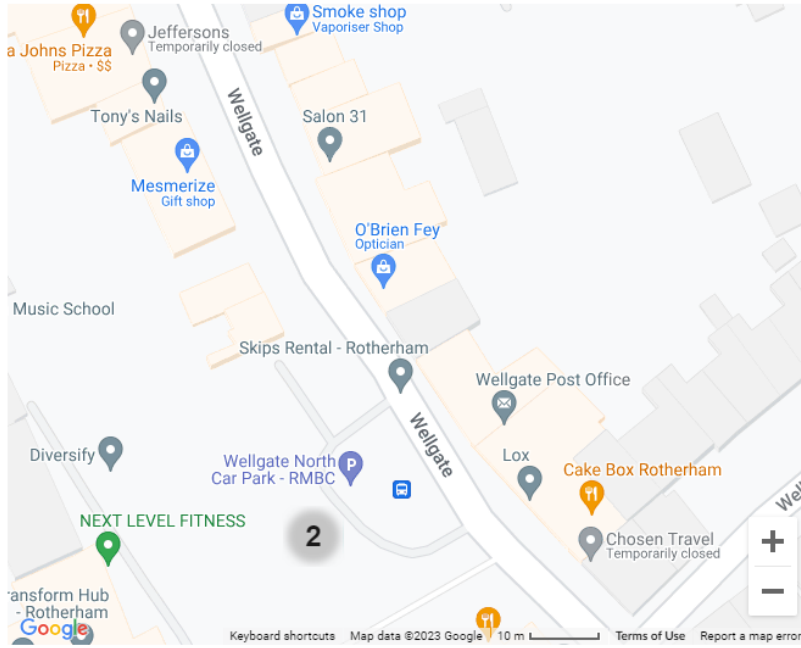 Smoke shop
Vaporiser Shop
Jeffersons
Temporarily closed
a Johns Pizza
Pizza • $$
Tony's Nails
Wellgate
Salon 31
Mesmerize
Gift shop
O'Brien Fey
Optician
Music School
Skips Rental - Rotherham
Wellgate Post Office
Wellgate
Diversify
Wellgate North
Car Park - RMBC
P
Lox
Cake Box Rotherham
Well
NEXT LEVEL FITNESS
2
Chosen Travel
Temporarily closed
ransform Hub
- Rotherham
Google
Keyboard shortcuts
Map data ©2023 Google
10 m
Terms of Use
Report a map error